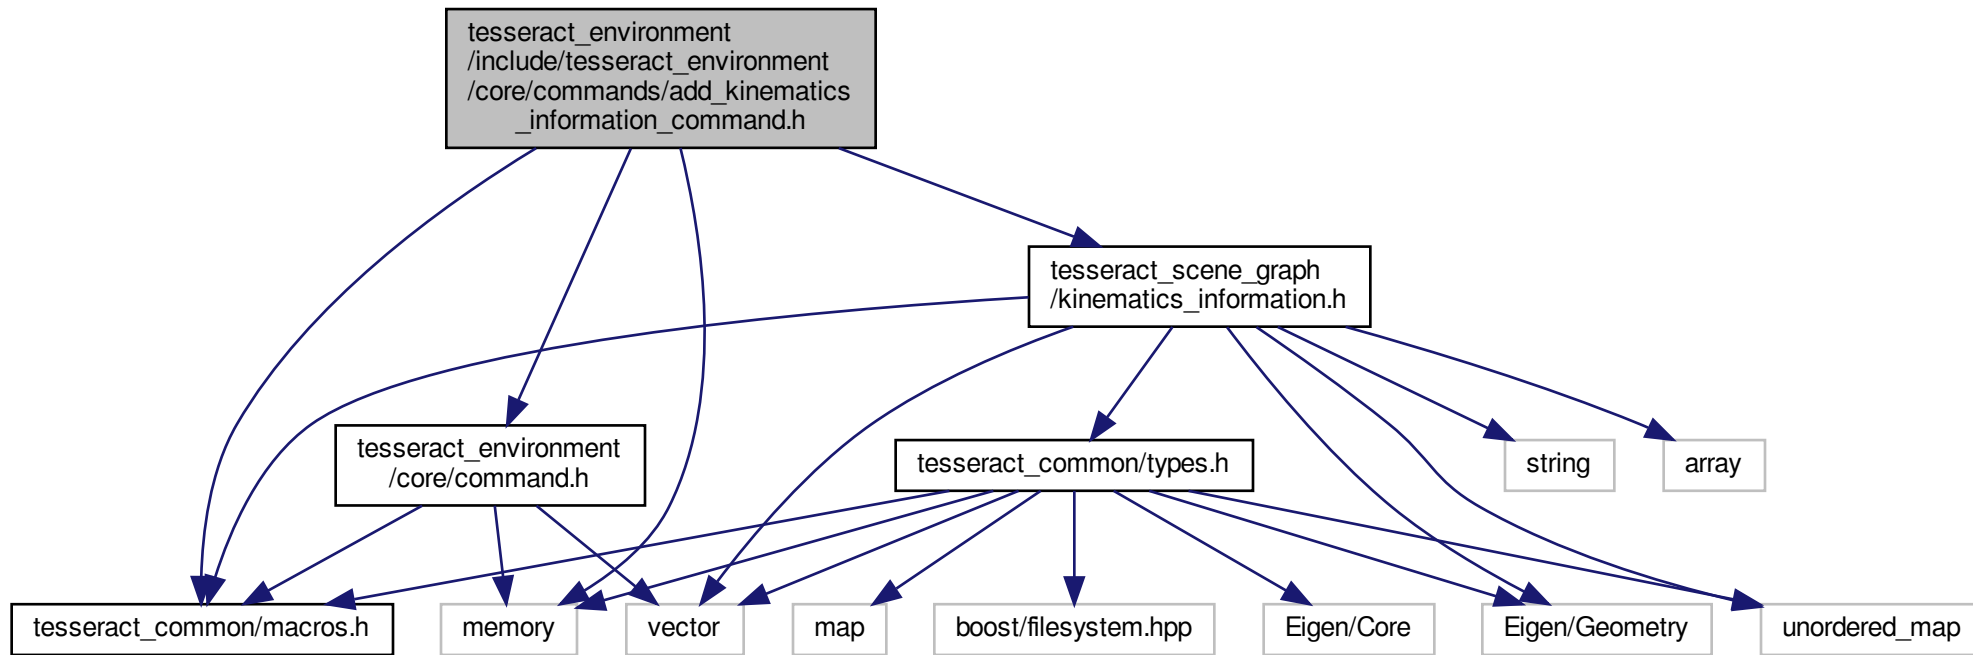 tesseract_environment
/include/tesseract_environment
/core/commands/add_kinematics
_information_command.h
tesseract_scene_graph
/kinematics_information.h
tesseract_environment
/core/command.h
tesseract_common/types.h
string
array
tesseract_common/macros.h
memory
vector
map
boost/filesystem.hpp
Eigen/Core
Eigen/Geometry
unordered_map